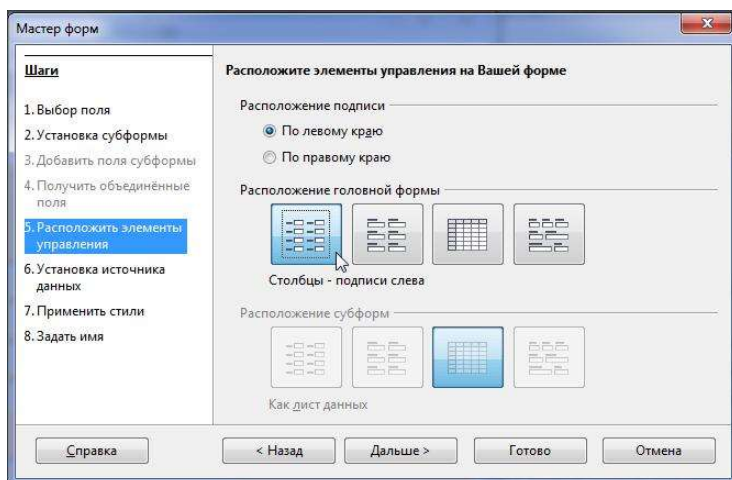 Мастер форм
Шаги
1. Выбор поля
2. Установка субформы
3. Добавить поля субформы
4. Получить объединённые
поля
5. Расположить элементы
управления
6. Установка источника
данных
7. Применить стили
8. Задать имя
Расположите элементы управления на Вашей форме
Расположение подписи
По левому краю
По правому краю
Расположение головной формы
Столбцы - подписи слева
Расположение субформ
Как лист данных
Справка
< Назад
Дальше >
Готово
Отмена